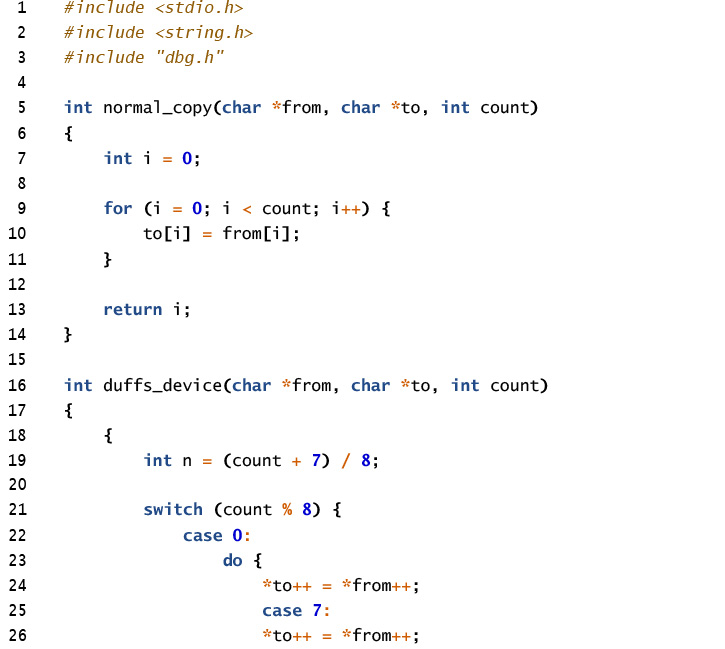 1 #include <stdio.h>
2 #include <string.h>
3 #include "dbg.h"
4
5 int normal_copy(char *from, char *to, int count)
6 {
7     int i = 0;
8
9     for (i = 0; i < count; i++) {
10         to[i] = from[i];
11     }
12
13     return i;
14 }
15
16 int duffs_device(char *from, char *to, int count)
17 {
18     {
19         int n = (count + 7) / 8;
20
21         switch (count % 8) {
22             case 0:
23                 do {
24                     *to++ = *from++;
25                     case 7:
26                     *to++ = *from++;